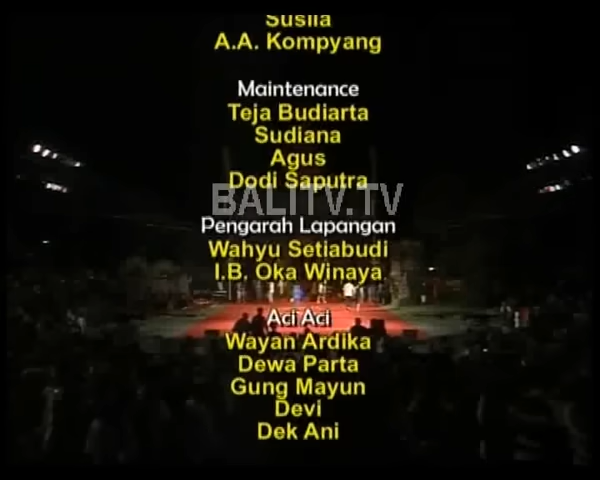 Susila
A.A. Kompyang
Maintenance
Teja Budiarta
Sudiana
Agus
Dodi Saputra
BALITV.TV
Pengarah Lapangan
Wahyu Setiabudi
I.B. Oka Winaya
Aci Aci
Wayan Ardika
Dewa Parta
Gung Mayun
Devi
Dek Ani